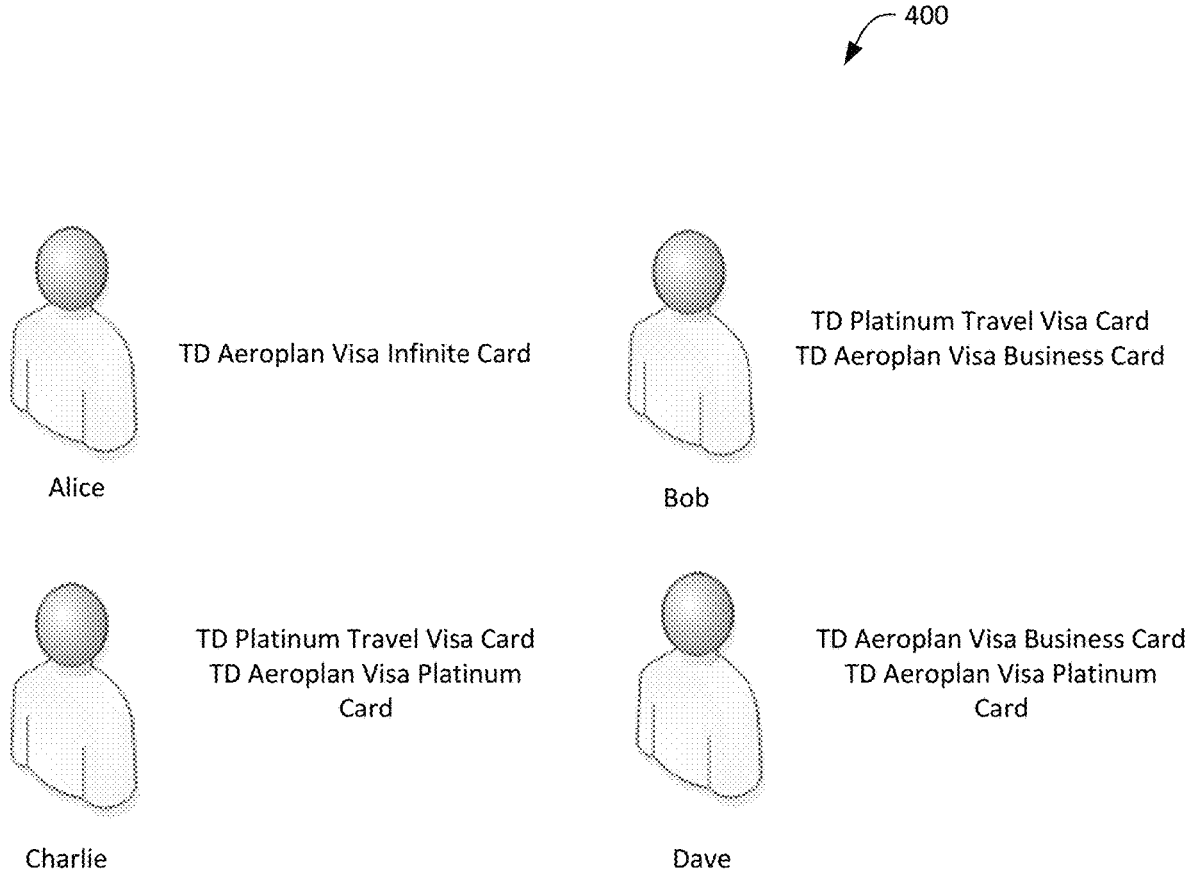 400
TD Aeroplan Visa Infinite Card
Alice
TD Platinum Travel Visa Card
TD Aeroplan Visa Business Card
Bob
TD Platinum Travel Visa Card
TD Aeroplan Visa Platinum
Card
Charlie
TD Aeroplan Visa Business Card
TD Aeroplan Visa Platinum
Card
Dave